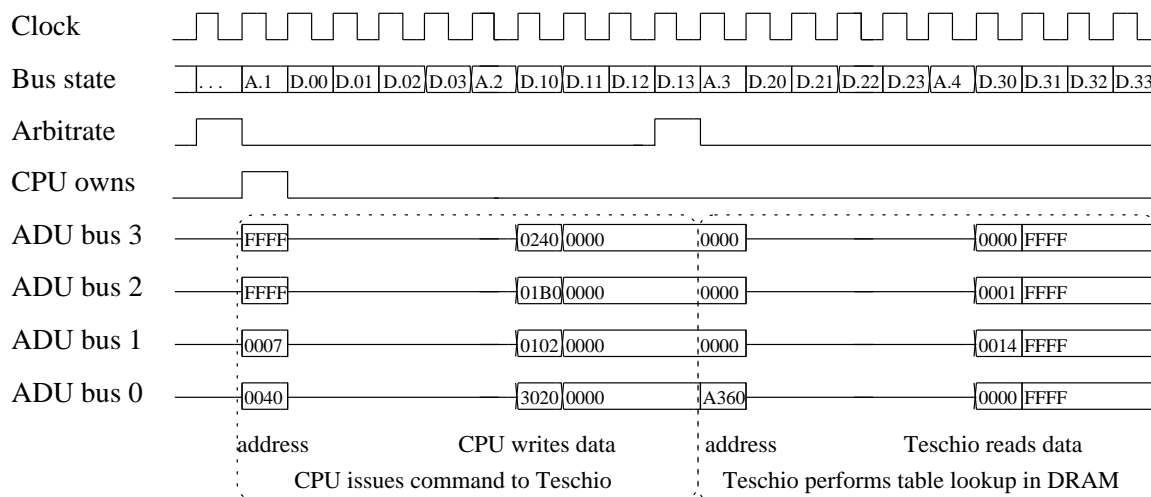 Clock
Bus state ... A.1 D.00 D.01 D.02 D.03 A.2 D.10 D.11 D.12 D.13 A.3 D.20 D.21 D.22 D.23 A.4 D.30 D.31 D.32 D.33
Arbitrate
CPU owns
ADU bus 3 FFFF 0240 0000 0000 0000 FFFF
ADU bus 2 FFFF 01B0 0000 0000 0001 FFFF
ADU bus 1 0007 0102 0000 0000 0014 FFFF
ADU bus 0 0040 3020 0000 A360 0000 FFFF
address CPU writes data address Teschio reads data
CPU issues command to Teschio Teschio performs table lookup in DRAM